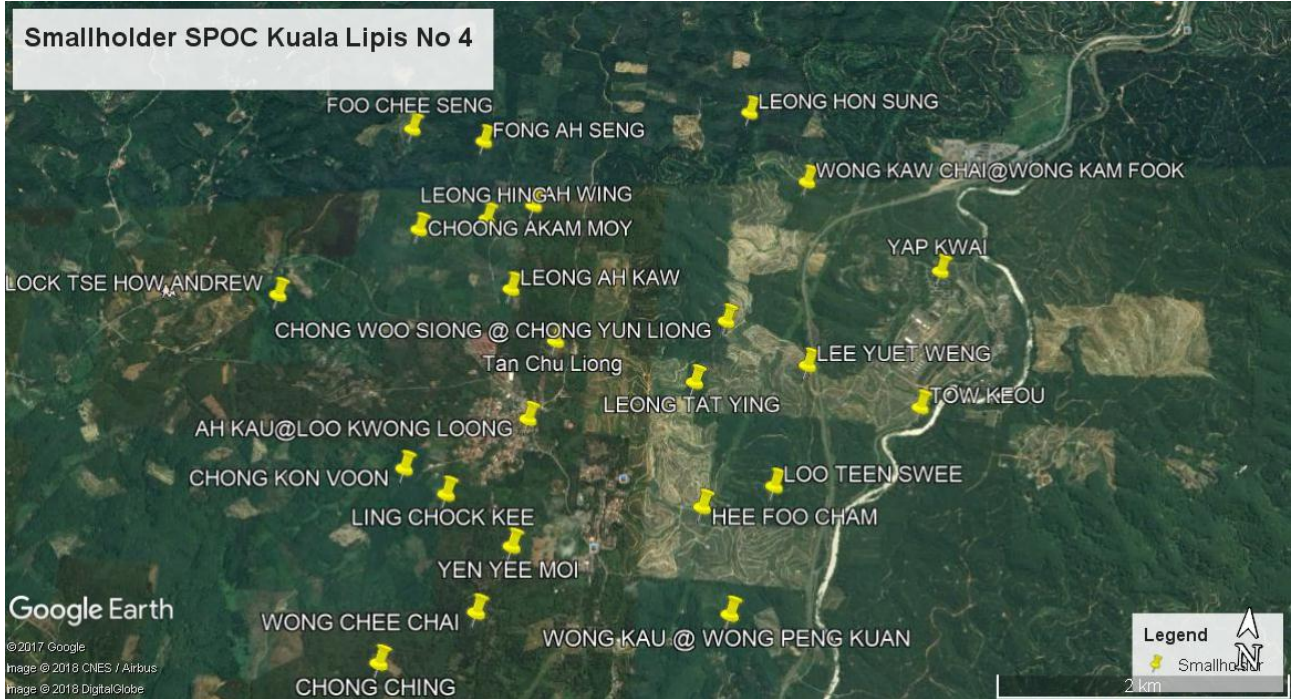 Smallholder SPOC Kuala Lipis No 4
FOO CHEE SENG
LEONG HON SUNG
FONG AH SENG
WONG KAW CHAI@WONG KAM FOOK
LEONG HING
AH WING
CHOONG AKAM MOY
YAP KWAI
LOCK TSE HOW ANDREW
LEONG AH KAW
CHONG WOO SIONG @ CHONG YUN LIONG
LEE YUET WENG
Tan Chu Liong
TOW KEOU
LEONG TAT YING
AH KAU@LOO KWONG LOONG
CHONG KON VOON
LOO TEEN SWEE
LING CHOCK KEE
HEE FOO CHAM
YEN YEE MOI
Google Earth
WONG CHEE CHAI
WONG KAU @ WONG PENG KUAN
CHONG CHING
©2017 Google
Image © 2018 CNES / Airbus
Image © 2018 DigitalGlobe
Legend
Smallholder
N
2 km